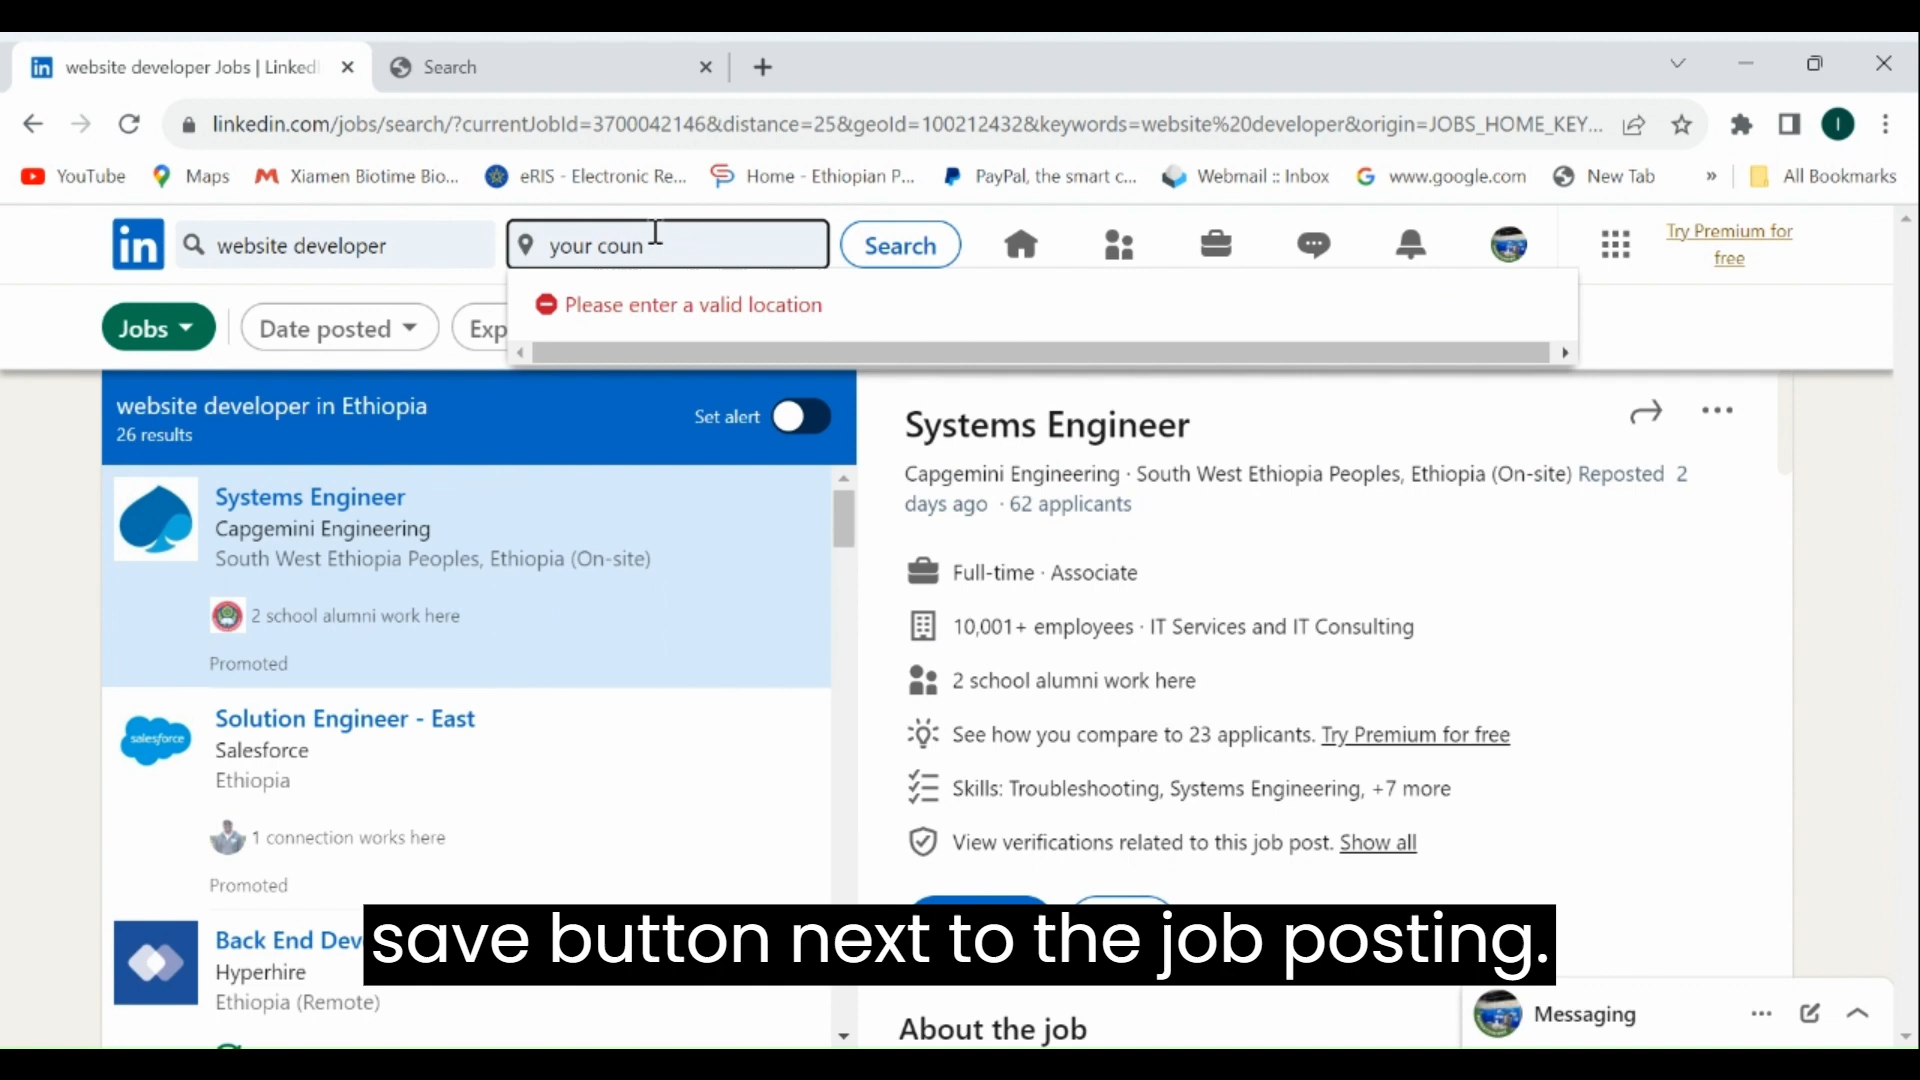 website developer Jobs | LinkedI
Search
linkedin.com/jobs/search/?currentJobId=3700042146&distance=25&geoId=100212432&keywords=website%20developer&origin=JOBS_HOME_KEY...
I
YouTube
Maps
Xiamen Biotime Bio...
eRIS - Electronic Re...
Home - Ethiopian P...
PayPal, the smart c...
Webmail :: Inbox
www.google.com
New Tab
»
All Bookmarks
in
website developer
your coun
Search
Try Premium for
free
Please enter a valid location
Jobs
Date posted
Exp
website developer in Ethiopia
26 results
Set alert
Systems Engineer
Capgemini Engineering
South West Ethiopia Peoples, Ethiopia (On-site)
2 school alumni work here
Promoted
salesforce
Solution Engineer - East
Salesforce
Ethiopia
1 connection works here
Promoted
Back End Dev
Hyperhire
Ethiopia (Remote)
Systems Engineer
Capgemini Engineering · South West Ethiopia Peoples, Ethiopia (On-site) Reposted 2
days ago · 62 applicants
Full-time · Associate
10,001+ employees · IT Services and IT Consulting
2 school alumni work here
See how you compare to 23 applicants. Try Premium for free
Skills: Troubleshooting, Systems Engineering, +7 more
View verifications related to this job post. Show all
save button next to the job posting.
About the job
Messaging